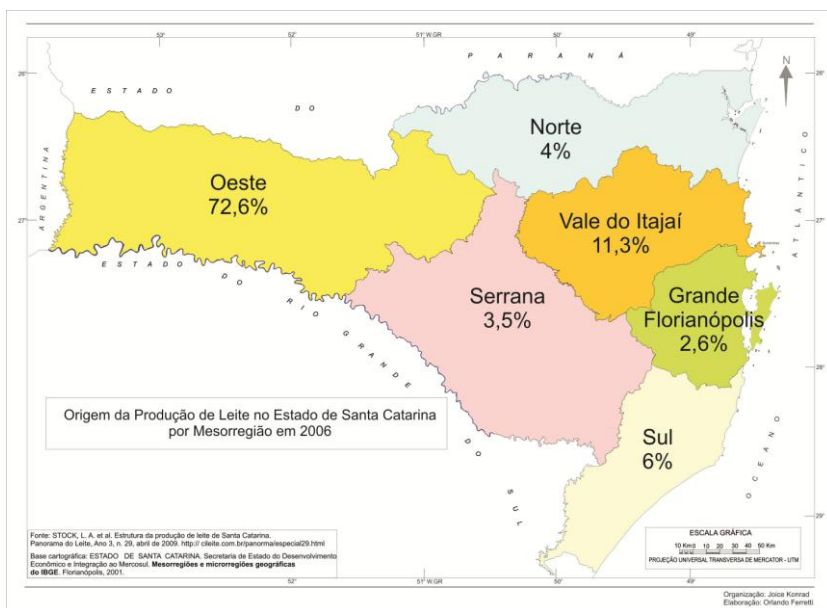 53°
52°
51° W.GR
50°
49°
P A R A N Á
26°
26°
E S T A D O
D O
N
A R G E N T I N A
Norte
4%
Oeste
72,6%
Vale do Itajaí
11,3%
A T L Â N T I C O
27°
27°
E S T A D O
D O
R I O G R A N D E
D O
S U L
Serrana
3,5%
Grande
Florianópolis
2,6%
28°
Origem da Produção de Leite no Estado de Santa Catarina
por Mesorregião em 2006
Sul
6%
O C E A N O
29°
Fonte: STOCK, L. A. et al. Estrutura da produção de leite de Santa Catarina.
Panorama do Leite, Ano 3, n. 29, abril de 2009. http:// cileite.com.br/panorma/especial29.html
Base cartográfica: ESTADO DE SANTA CATARINA. Secretaria de Estado do Desenvolvimento
Econômico e Integração ao Mercosul. Mesorregiões e microrregiões geográficas
do IBGE. Florianópolis, 2001.
ESCALA GRÁFICA
10 Km 0 10 20 30 40 50 Km
PROJEÇÃO UNIVERSAL TRANSVERSA DE MERCATOR - UTM
52°
51° W.GR
50°
49°
Organização: Joice Konrad
Elaboração: Orlando Ferretti